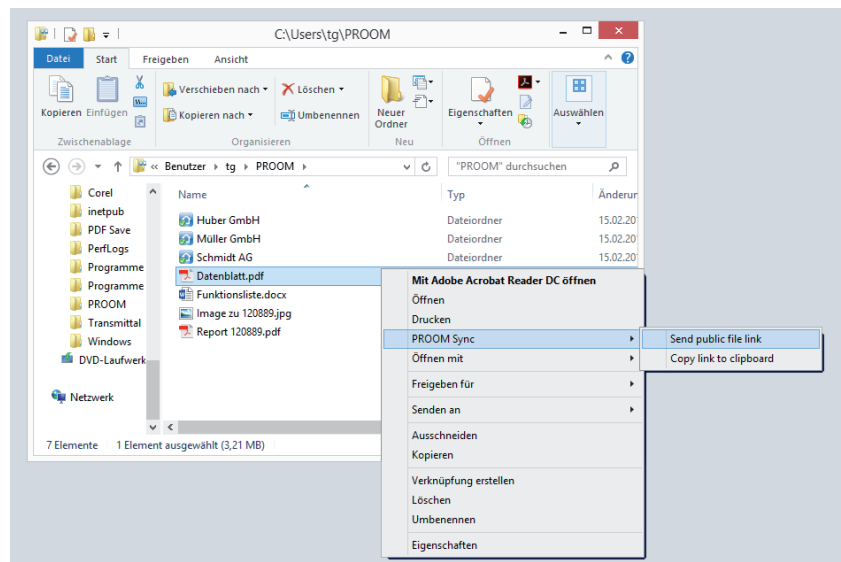 C:\Users\tg\PROOM
Datei Start Freigeben Ansicht
Kopieren Einfügen
Verschieben nach Löschen
Kopieren nach Umbenennen
Neuer Ordner
Eigenschaften
Auswählen
Zwischenablage Organisieren Neu Öffnen
« Benutzer tg PROOM "PROOM" durchsuchen
Corel
inetpub
PDF Save
PerfLogs
Programme
Programme
PROOM
Transmittal
Windows
DVD-Laufwerk
Netzwerk
Name Typ Änderun
Huber GmbH Dateiordner 15.02.20
Müller GmbH Dateiordner 15.02.20
Schmidt AG Dateiordner 15.02.20
Datenblatt.pdf
Funktionsliste.docx
Image zu 120889.jpg
Report 120889.pdf
7 Elemente 1 Element ausgewählt (3,21 MB)
Mit Adobe Acrobat Reader DC öffnen
Öffnen
Drucken
PROOM Sync
Öffnen mit
Freigeben für
Senden an
Ausschneiden
Kopieren
Verknüpfung erstellen
Löschen
Umbenennen
Eigenschaften
Send public file link
Copy link to clipboard